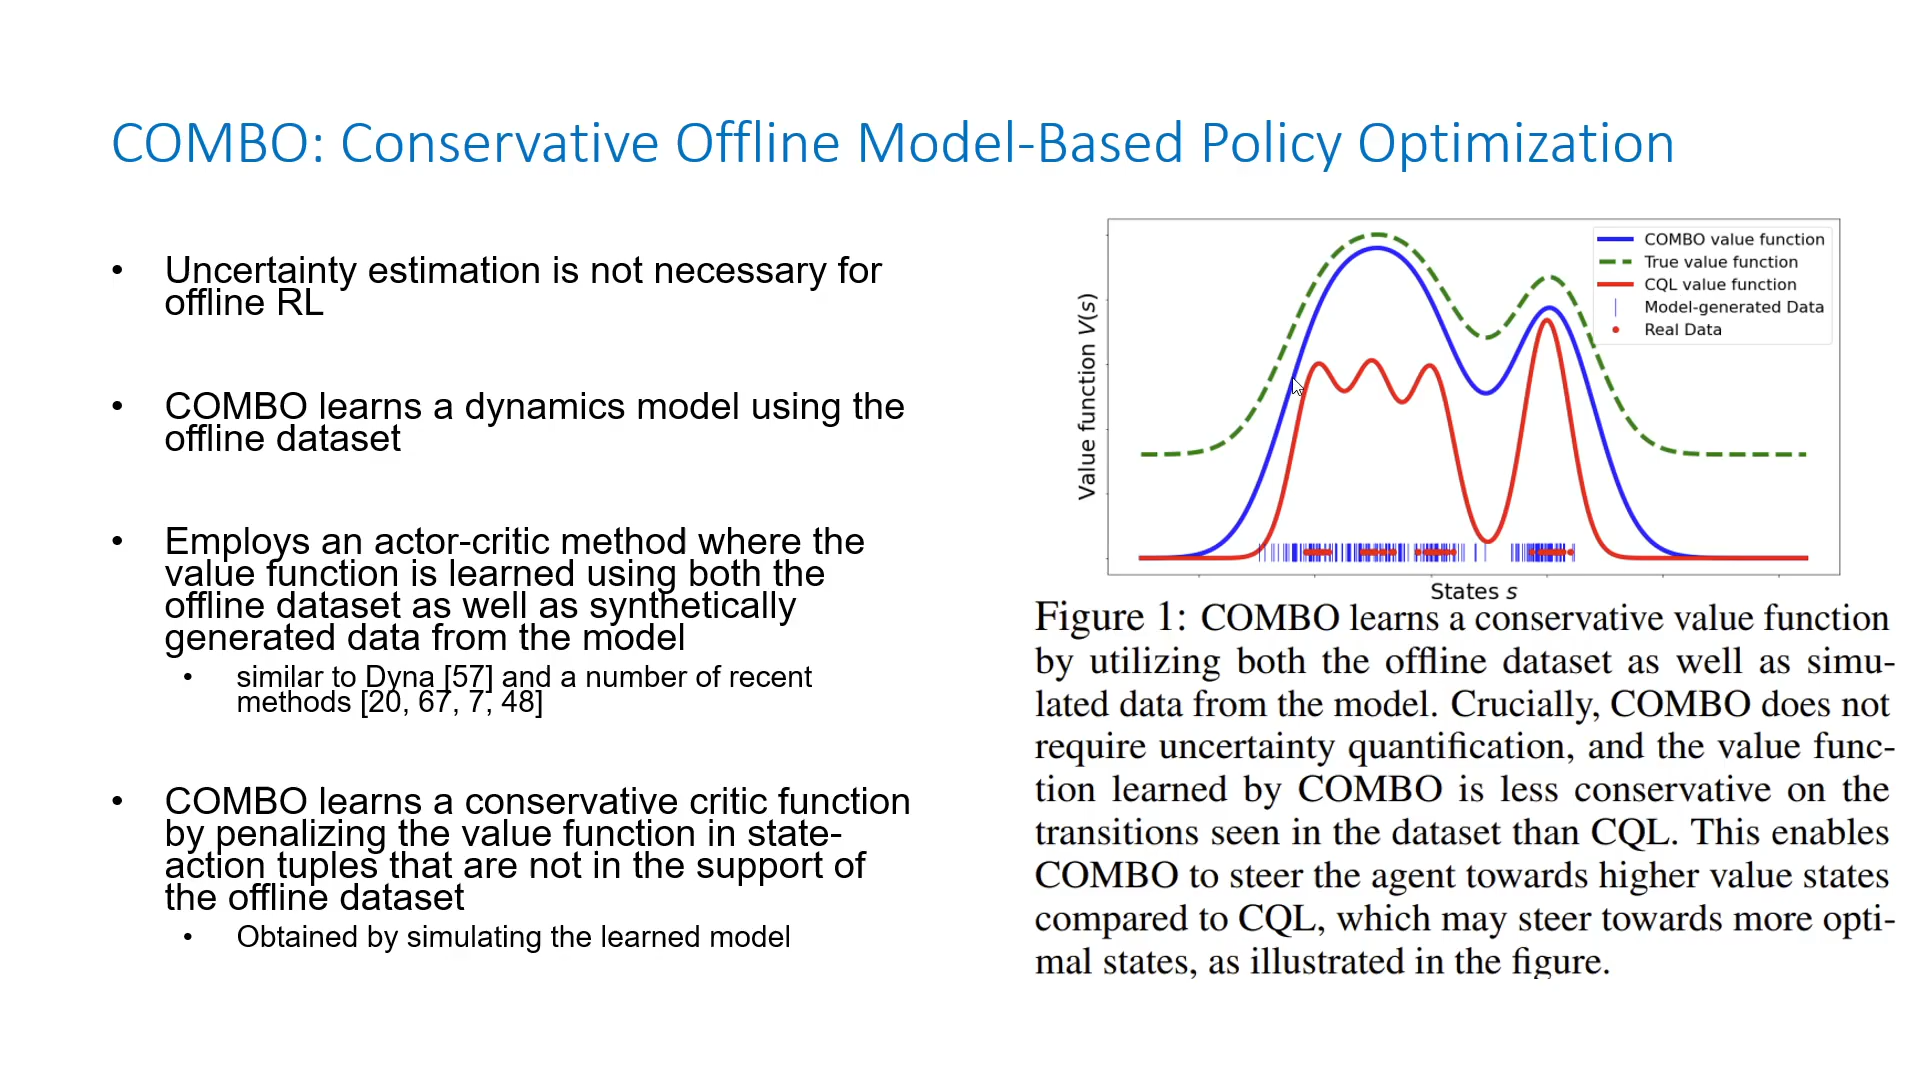 COMBO: Conservative Offline Model-Based Policy Optimization
• Uncertainty estimation is not necessary for
offline RL
• COMBO learns a dynamics model using the
offline dataset
• Employs an actor-critic method where the
value function is learned using both the
offline dataset as well as synthetically
generated data from the model
• similar to Dyna [57] and a number of recent
methods [20, 67, 7, 48]
• COMBO learns a conservative critic function
by penalizing the value function in state-
action tuples that are not in the support of
the offline dataset
• Obtained by simulating the learned model
Value function V(s)
COMBO value function
True value function
CQL value function
Model-generated Data
Real Data
States s
Figure 1: COMBO learns a conservative value function
by utilizing both the offline dataset as well as simu-
lated data from the model. Crucially, COMBO does not
require uncertainty quantification, and the value func-
tion learned by COMBO is less conservative on the
transitions seen in the dataset than CQL. This enables
COMBO to steer the agent towards higher value states
compared to CQL, which may steer towards more opti-
mal states, as illustrated in the figure.